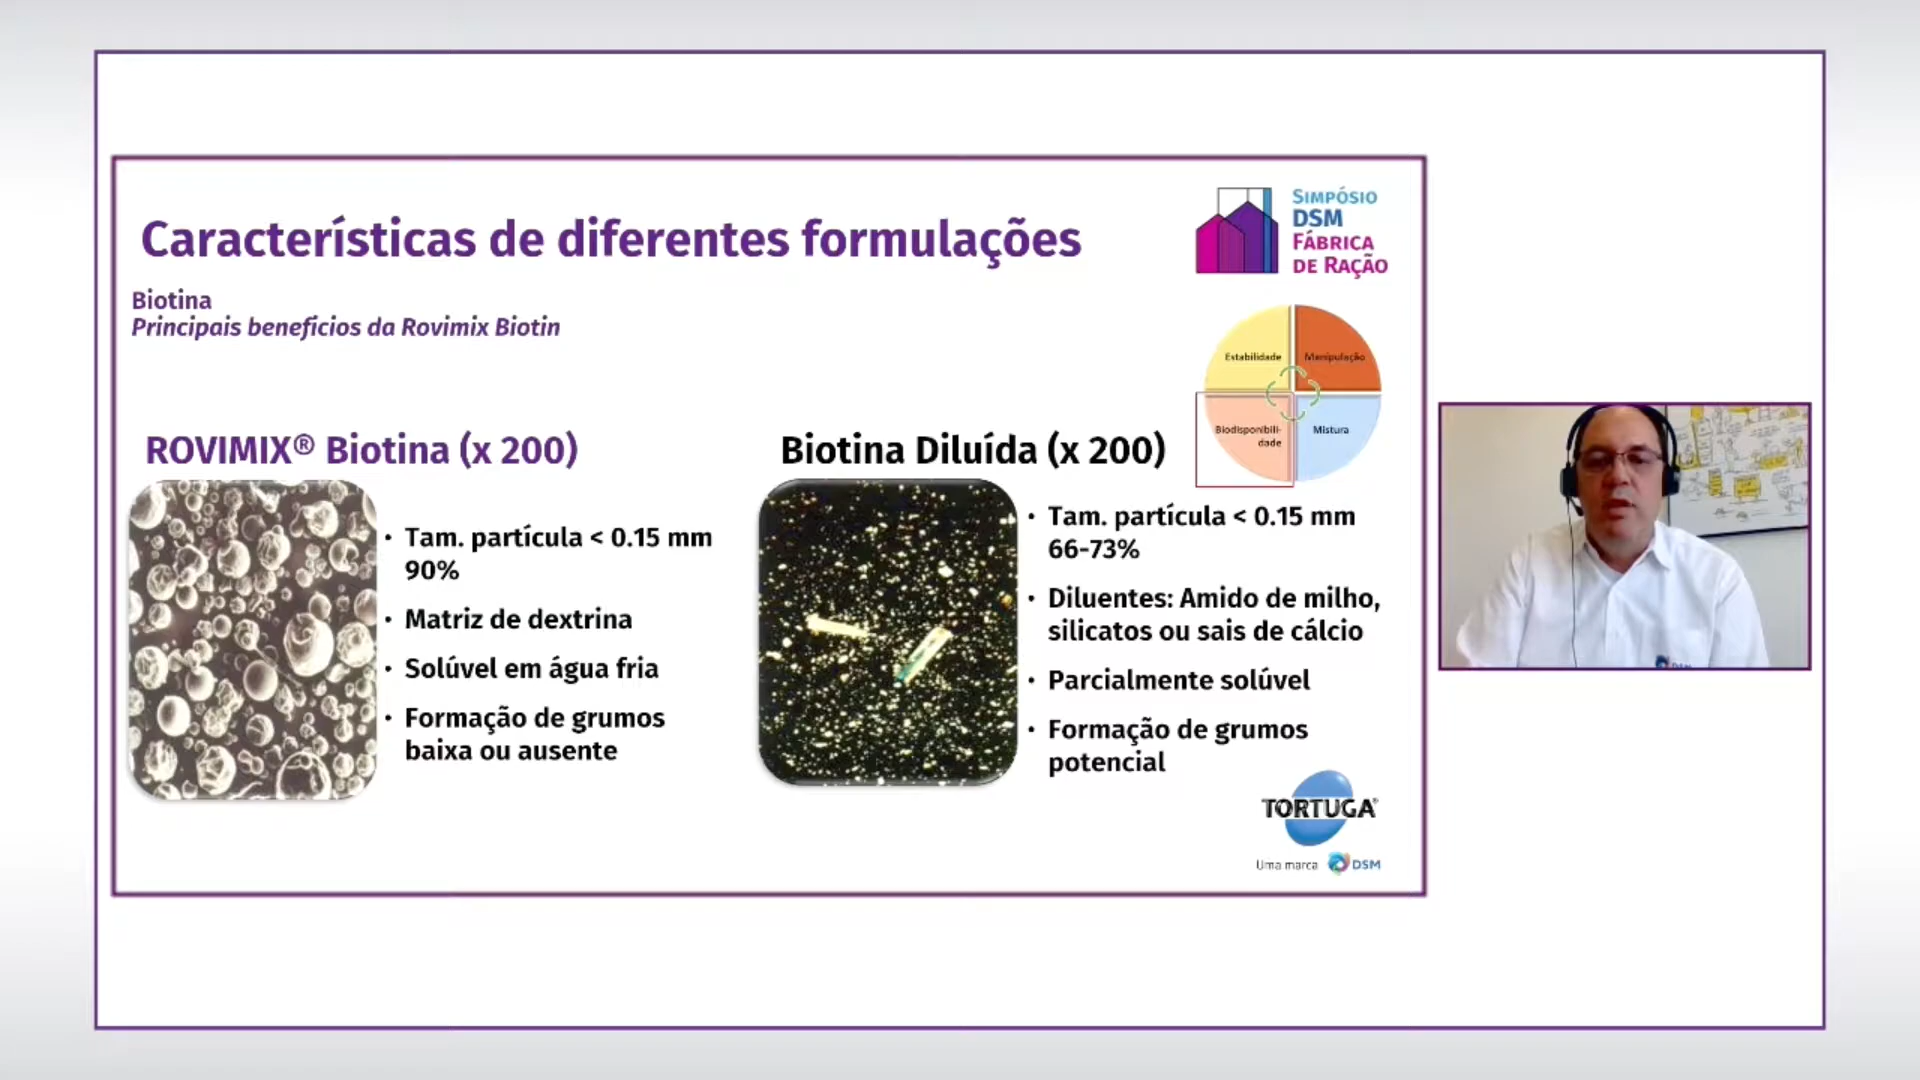 Características de diferentes formulações
SIMPÓSIO
DSM
FÁBRICA
DE RAÇÃO
Biotina
Principais benefícios da Rovimix Biotin
Estabilidade
Manipulação
Biodisponibili-
dade
Mistura
ROVIMIX® Biotina (x 200)
• Tam. partícula < 0.15 mm
90%
• Matriz de dextrina
• Solúvel em água fria
• Formação de grumos
baixa ou ausente
Biotina Diluída (x 200)
• Tam. partícula < 0.15 mm
66-73%
• Diluentes: Amido de milho,
silicatos ou sais de cálcio
• Parcialmente solúvel
• Formação de grumos
potencial
TORTUGA®
Uma marca DSM